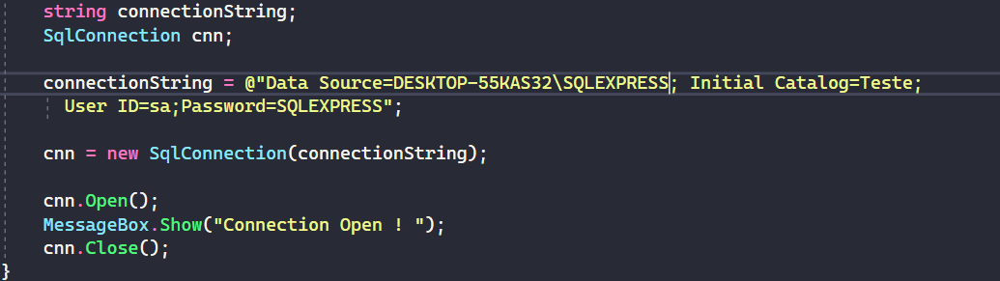 string connectionString;
SqlConnection cnn;
connectionString = @"Data Source=DESKTOP-55KAS32\SQLEXPRESS; Initial Catalog=Teste;
User ID=sa;Password=SQLEXPRESS";
cnn = new SqlConnection(connectionString);
cnn.Open();
MessageBox.Show("Connection Open ! ");
cnn.Close();
}